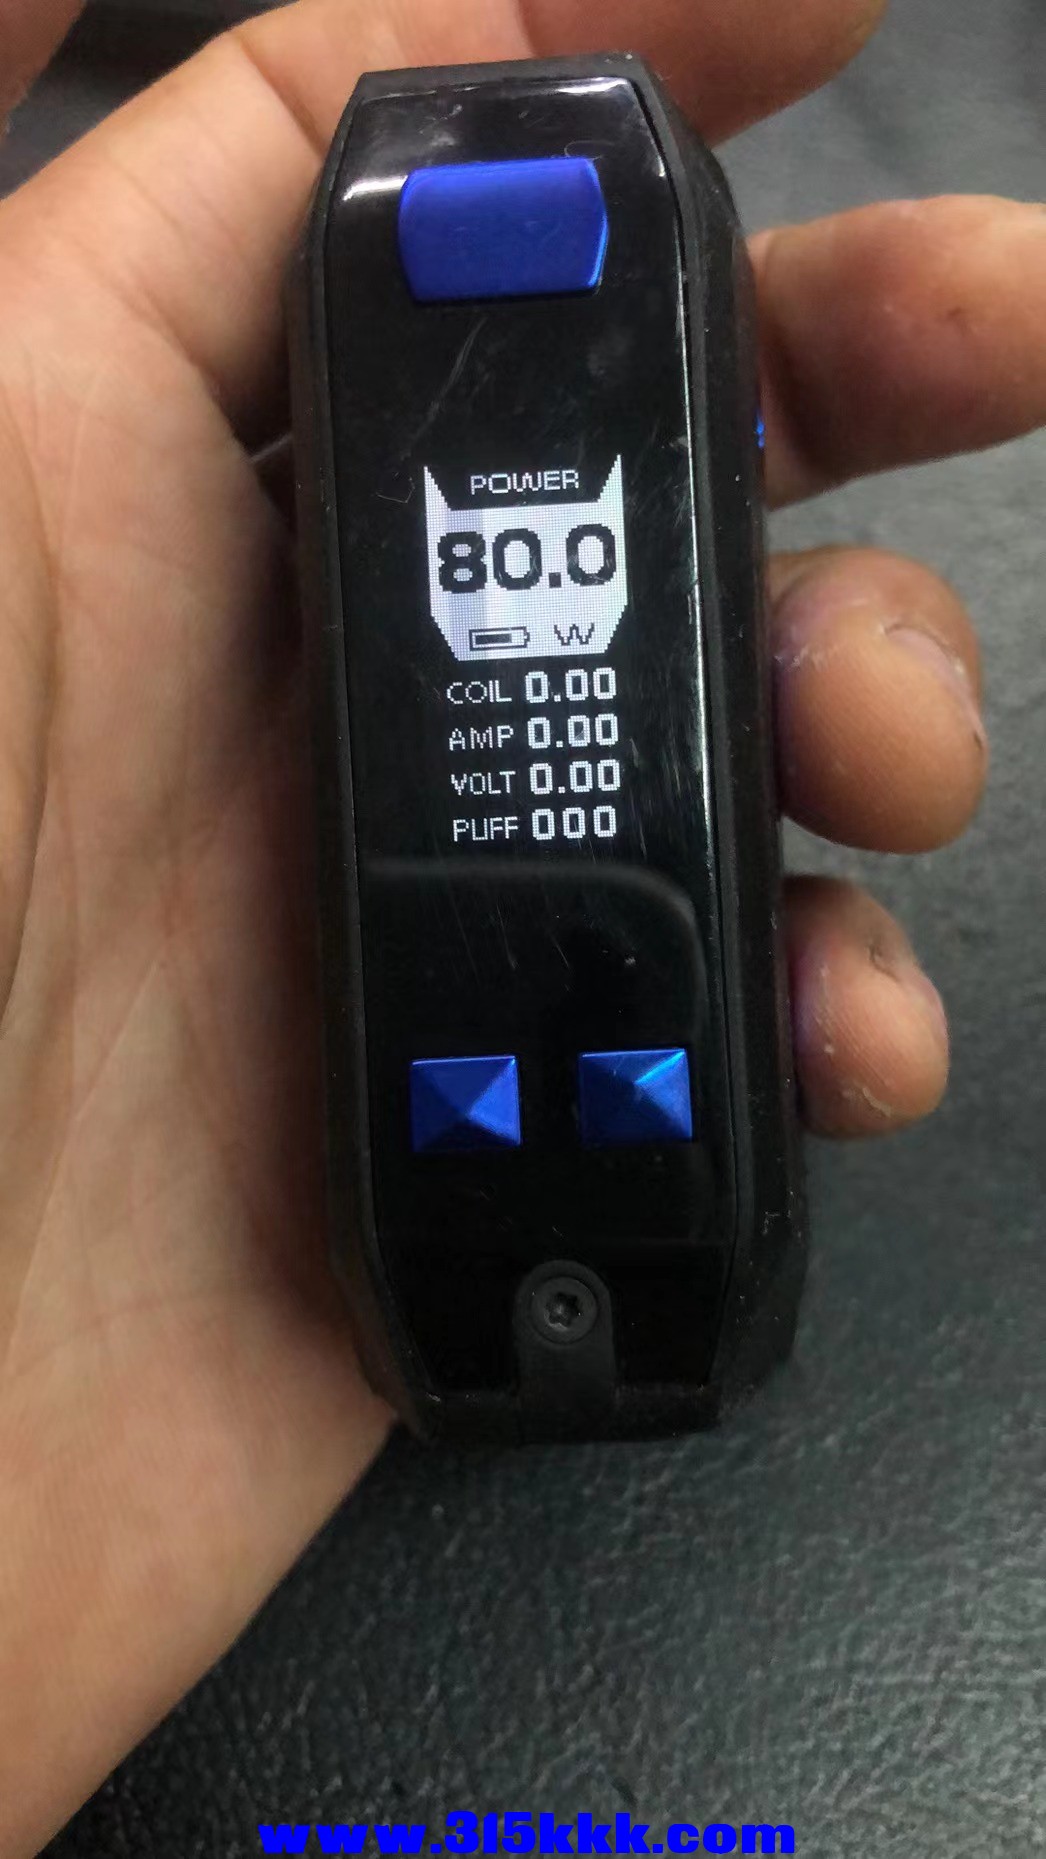 POWER
80.0
W
COIL 0.00
AMP 0.00
VOLT 0.00
PUFF 000
www.315kkk.com